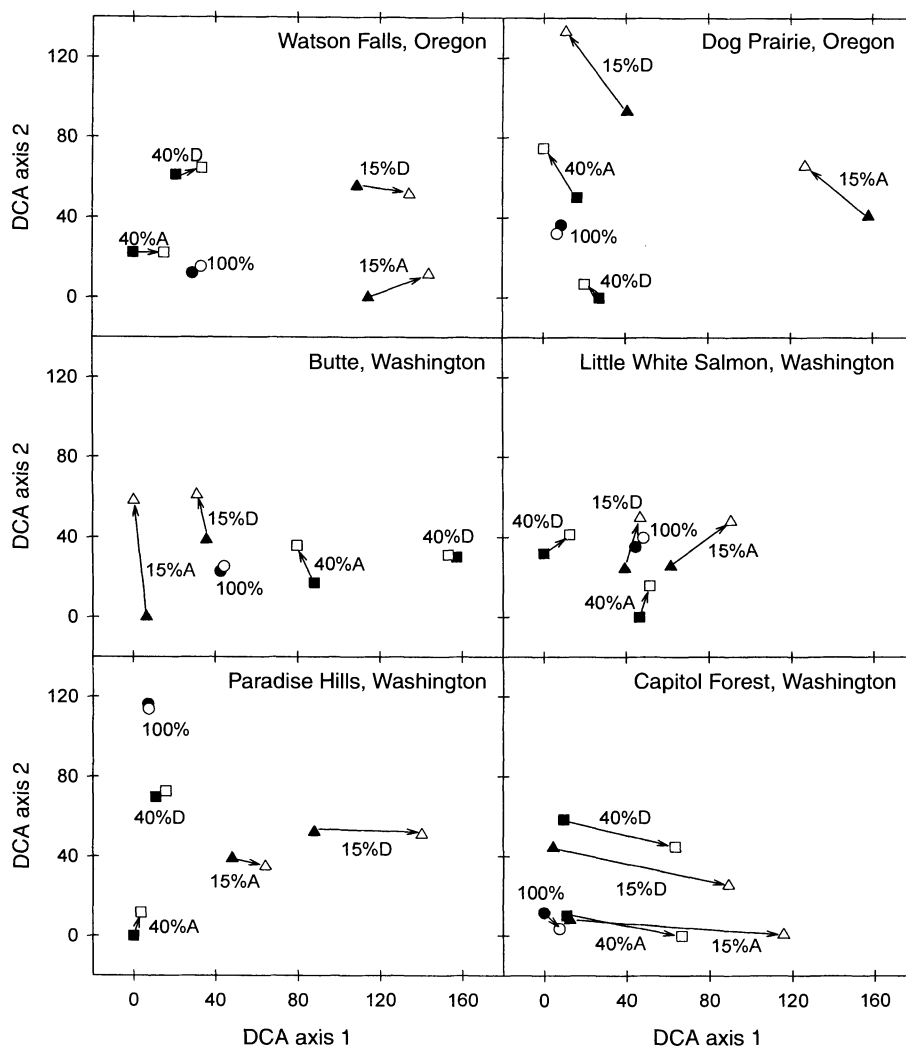 Watson Falls, Oregon
Dog Prairie, Oregon
120
80
40
0
DCA axis 2
40%D
15%D
40%A
100%
15%A
15%D
40%A
15%A
100%
40%D
Butte, Washington
Little White Salmon, Washington
120
80
40
0
DCA axis 2
15%D
40%D
15%A
100%
40%A
15%D
100%
40%D
15%A
40%A
Paradise Hills, Washington
Capitol Forest, Washington
120
80
40
0
DCA axis 2
100%
40%D
15%D
15%A
40%A
40%D
15%D
100%
40%A
15%A
0 40 80 120 160
0 40 80 120 160
DCA axis 1
DCA axis 1